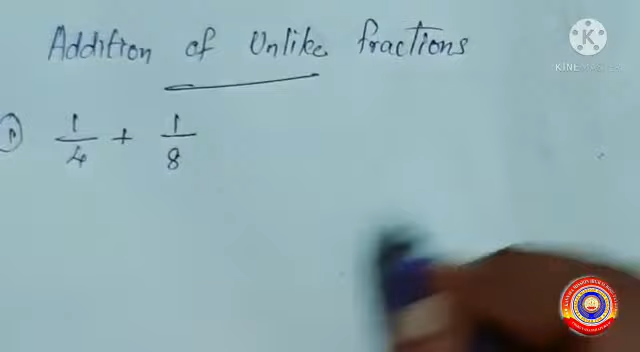 Addition of Unlike fractions
① 1/4 + 1/8
KINEMASTER